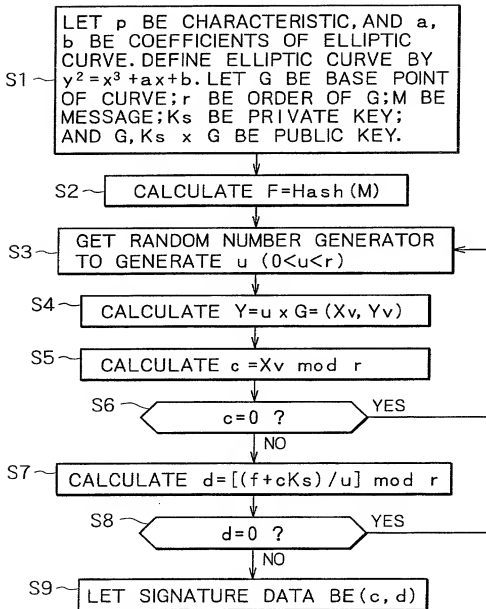 LET p BE CHARACTERISTIC, AND a,
b BE COEFFICIENTS OF ELLIPTIC
CURVE. DEFINE ELLIPTIC CURVE BY
S1 y²=x³+ax+b. LET G BE BASE POINT
OF CURVE; r BE ORDER OF G; M BE
MESSAGE; Ks BE PRIVATE KEY;
AND G, Ks x G BE PUBLIC KEY.
S2 CALCULATE F=Hash(M)
S3 GET RANDOM NUMBER GENERATOR
TO GENERATE u (0<u<r)
S4 CALCULATE Y=u x G=(Xv, Yv)
S5 CALCULATE c=Xv mod r
S6 c=0 ? YES
NO
S7 CALCULATE d=[(f+cKs)/u] mod r
S8 d=0 ? YES
NO
S9 LET SIGNATURE DATA BE(c, d)